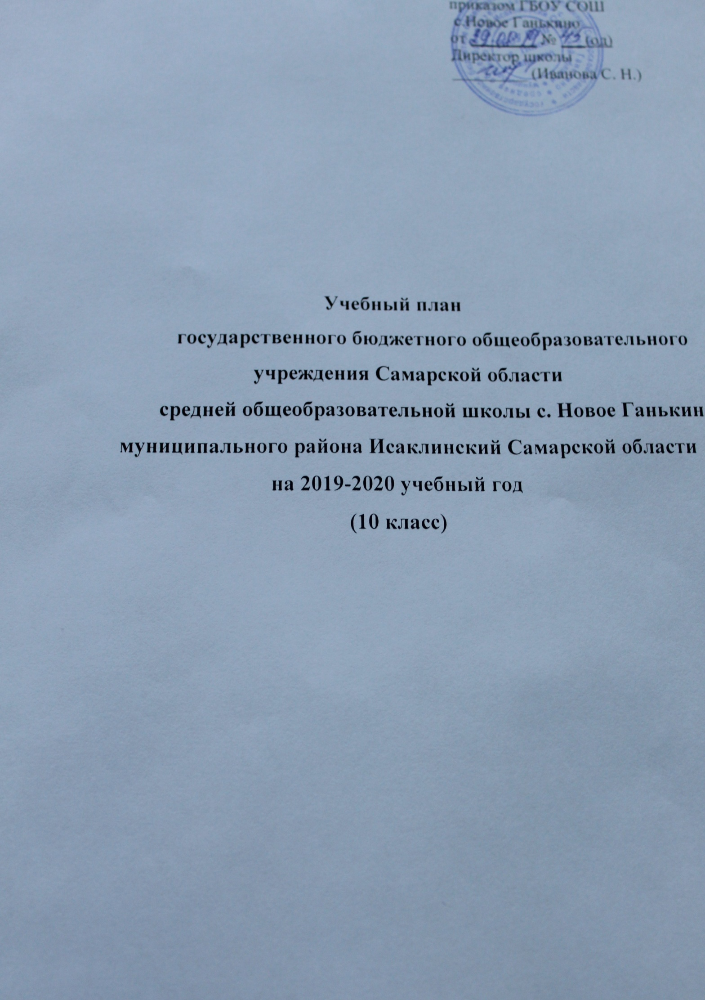 приказом ГБОУ СОШ
с.Новое Ганькино
от 29.08.19 № 45 (од)
Директор школы
(Иванова С. Н.)
Учебный план
государственного бюджетного общеобразовательного
учреждения Самарской области
средней общеобразовательной школы с. Новое Ганькин
муниципального района Исаклинский Самарской области
на 2019-2020 учебный год
(10 класс)